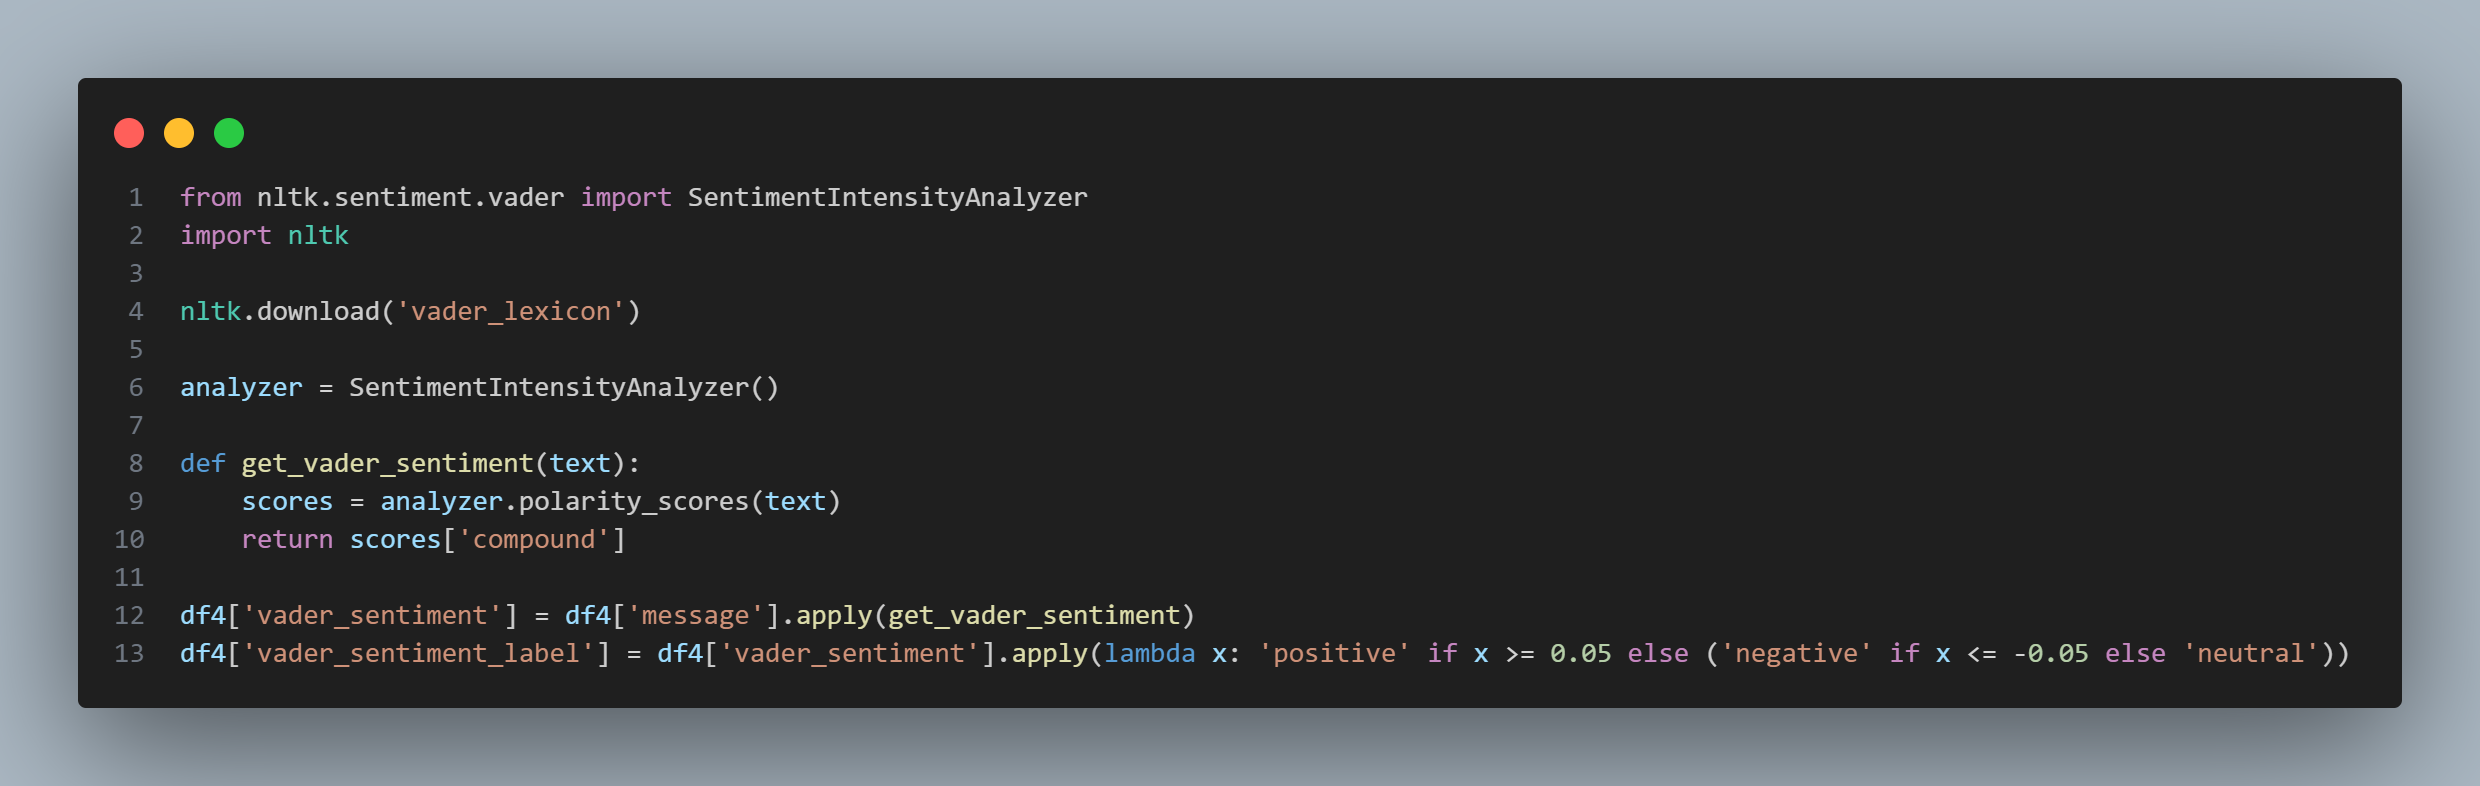 1 from nltk.sentiment.vader import SentimentIntensityAnalyzer
2 import nltk
3
4 nltk.download('vader_lexicon')
5
6 analyzer = SentimentIntensityAnalyzer()
7
8 def get_vader_sentiment(text):
9     scores = analyzer.polarity_scores(text)
10     return scores['compound']
11
12 df4['vader_sentiment'] = df4['message'].apply(get_vader_sentiment)
13 df4['vader_sentiment_label'] = df4['vader_sentiment'].apply(lambda x: 'positive' if x >= 0.05 else ('negative' if x <= -0.05 else 'neutral'))